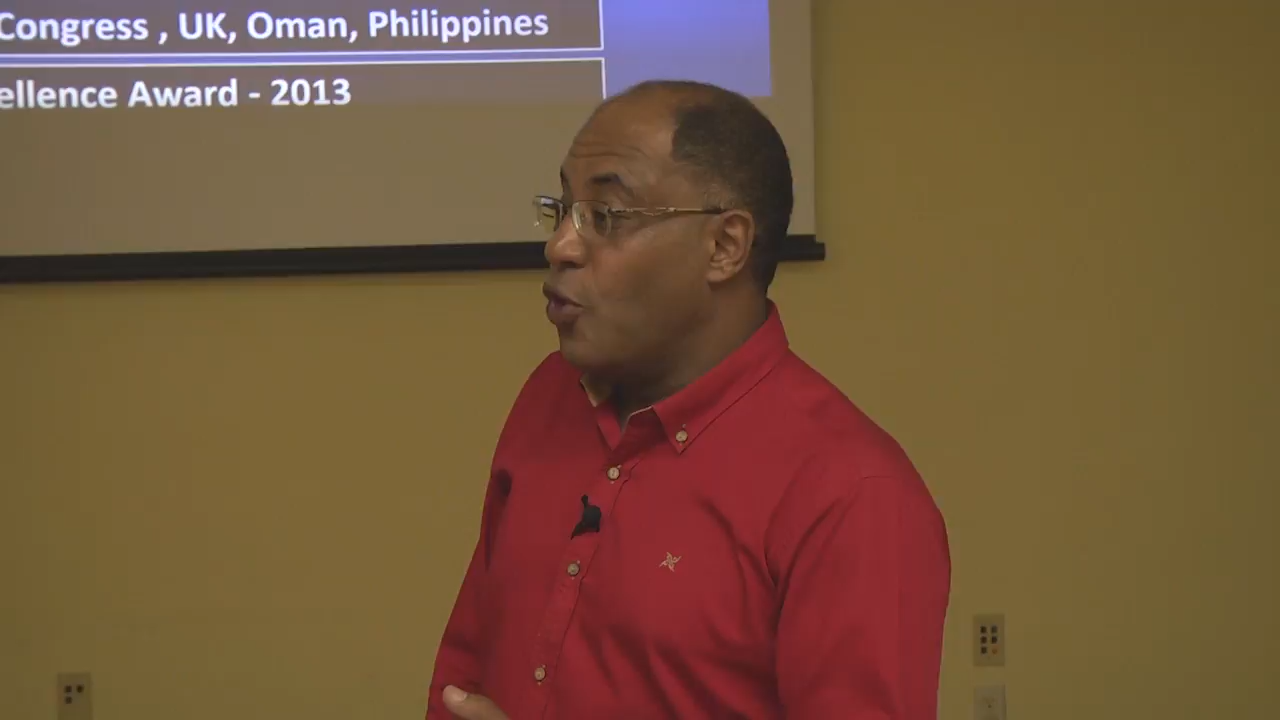 Congress , UK, Oman, Philippines
ellence Award - 2013